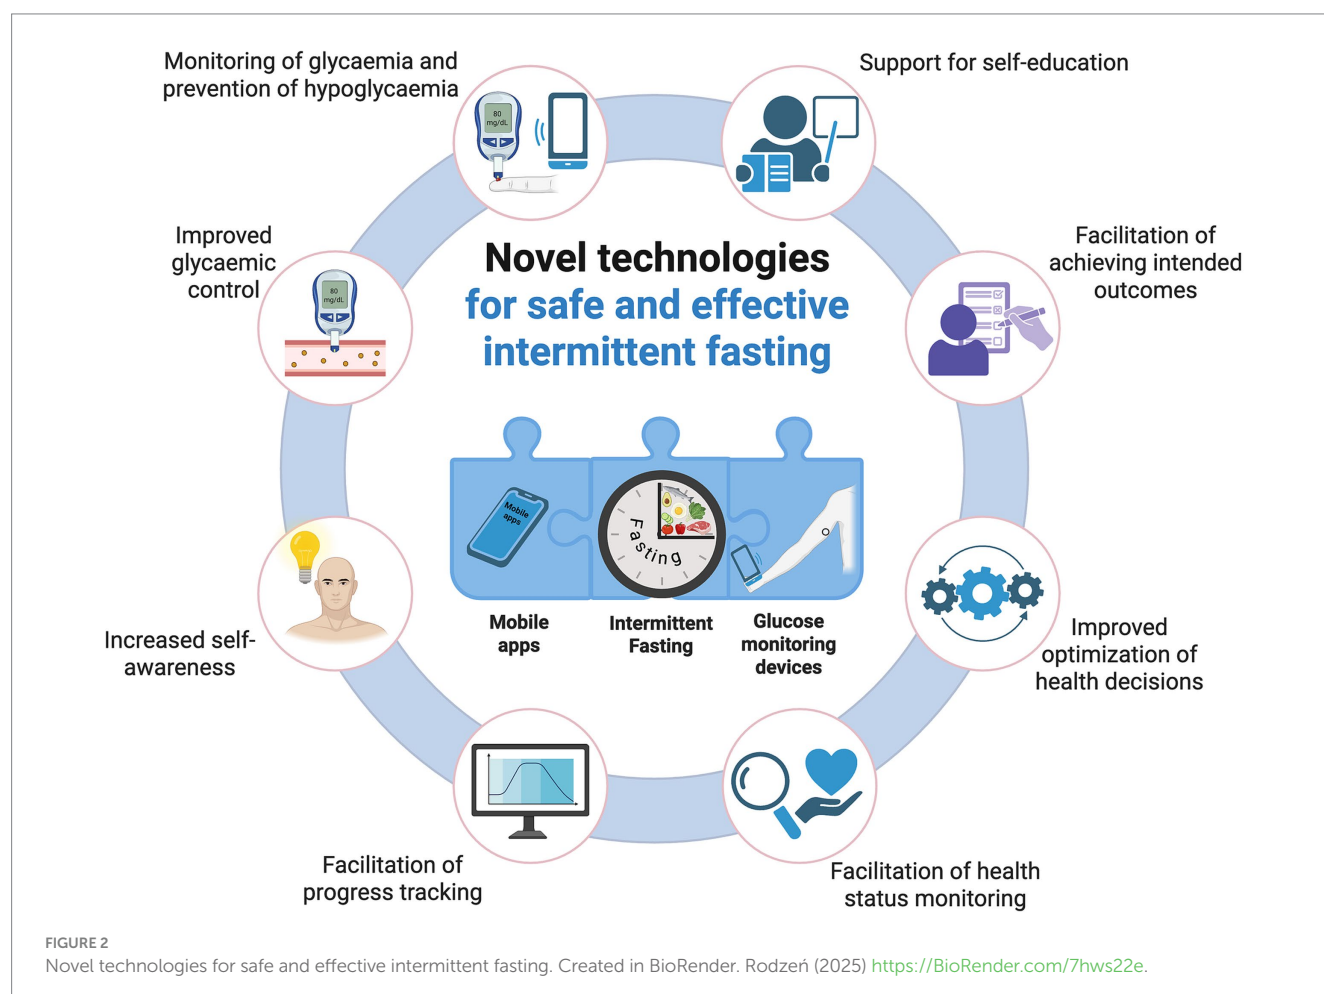 Monitoring of glycaemia and
prevention of hypoglycaemia
80
mg/dL
Support for self-education
Improved
glycaemic
control
80
mg/dL
Novel technologies
for safe and effective
intermittent fasting
Facilitation of
achieving intended
outcomes
Mobile
apps
Fasting
Mobile
apps
Intermittent
Fasting
Glucose
monitoring
devices
Increased self-
awareness
Improved
optimization of
health decisions
Facilitation of
progress tracking
Facilitation of health
status monitoring
FIGURE 2
Novel technologies for safe and effective intermittent fasting. Created in BioRender. Rodzeń (2025) https://BioRender.com/7hws22e.